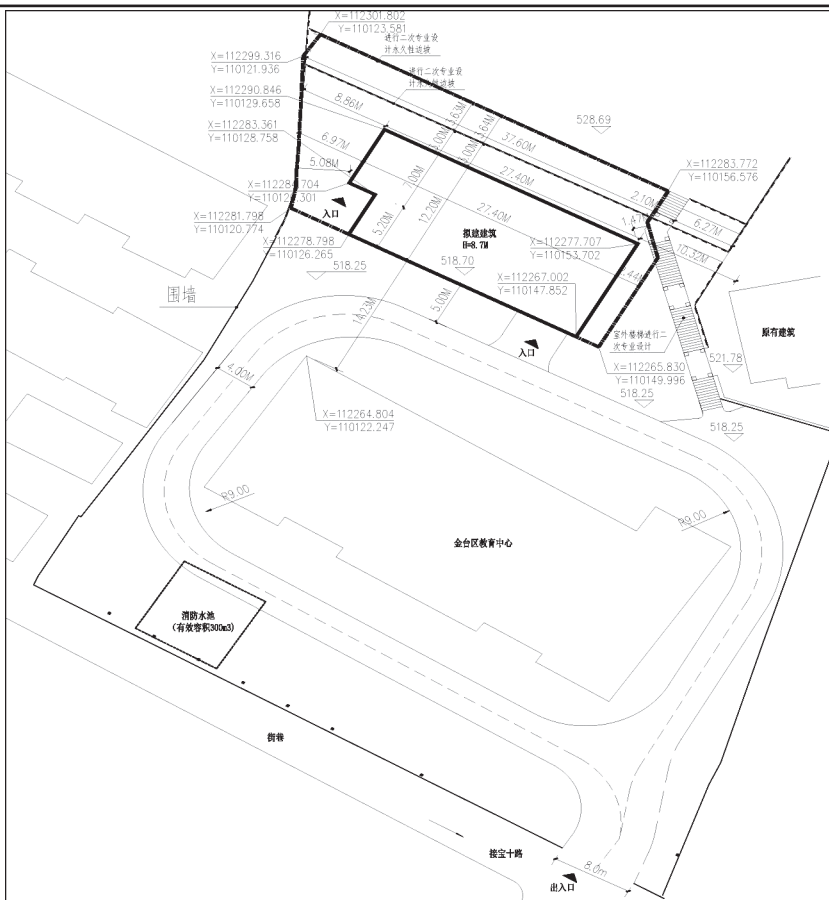 X=112301.802
Y=110123.581
进行二次专业设
计永久性边坡
X=112299.316
Y=110121.936
进行二次专业设
计永久性边坡
X=112290.846
Y=110129.658
8.86M
3.63M
3.64M
528.69
X=112283.361
Y=110128.758
6.97M
37.60M
5.08M
27.40M
X=112283.772
Y=110156.576
7.00M
12.20M
2.10M
入口
5.20M
27.40M
6.27M
X=112281.798
Y=110120.774
拟建建筑
H=8.7M
10.32M
X=112278.798
Y=110126.265
X=112277.707
Y=110153.702
518.25
518.70
X=112267.002
Y=110147.852
围墙
14.23M
5.00M
室外楼梯进行二
次专业设计
原有建筑
入口
521.78
4.00M
X=112265.830
Y=110149.996
518.25
X=112264.804
Y=110122.247
518.25
R9.00
R9.00
金台区教育中心
消防水池
(有效容积300m3)
街巷
接宝十路
8.0m
出入口